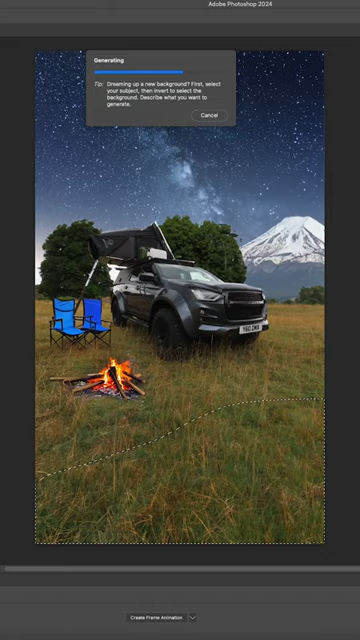 Adobe Photoshop 2024
Generating
Tip: Dreaming up a new background? First, select
your subject, then invert to select the
background. Describe what you want to
generate.
Cancel
Create Frame Animation